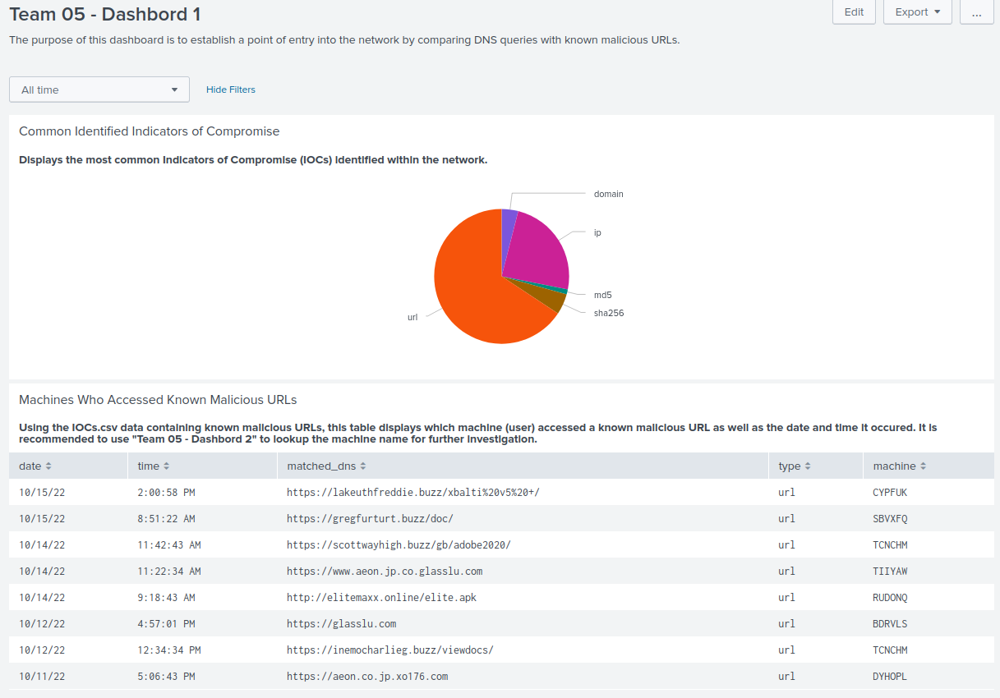 Team 05 - Dashbord 1
Edit
Export
...
The purpose of this dashboard is to establish a point of entry into the network by comparing DNS queries with known malicious URLs.
All time
Hide Filters
Common Identified Indicators of Compromise
Displays the most common Indicators of Compromise (IOCs) identified within the network.
domain
ip
md5
sha256
url
Machines Who Accessed Known Malicious URLs
Using the IOCs.csv data containing known malicious URLs, this table displays which machine (user) accessed a known malicious URL as well as the date and time it occured. It is
recommended to use "Team 05 - Dashbord 2" to lookup the machine name for further investigation.
date time matched_dns type machine
10/15/22 2:00:58 PM https://lakeuthfreddie.buzz/xbalti%20v5%20+/ url CYPFUK
10/15/22 8:51:22 AM https://gregfurturt.buzz/doc/ url SBVXFQ
10/14/22 11:42:43 AM https://scottwayhigh.buzz/gb/adobe2020/ url TCNCHM
10/14/22 11:22:34 AM https://www.aeon.jp.co.glasslu.com url TIIYAW
10/14/22 9:18:43 AM http://elitemaxx.online/elite.apk url RUDONQ
10/12/22 4:57:01 PM https://glasslu.com url BDRVLS
10/12/22 12:34:34 PM https://inemocharlieg.buzz/viewdocs/ url TCNCHM
10/11/22 5:06:43 PM https://aeon.co.jp.xo176.com url DYHOPL